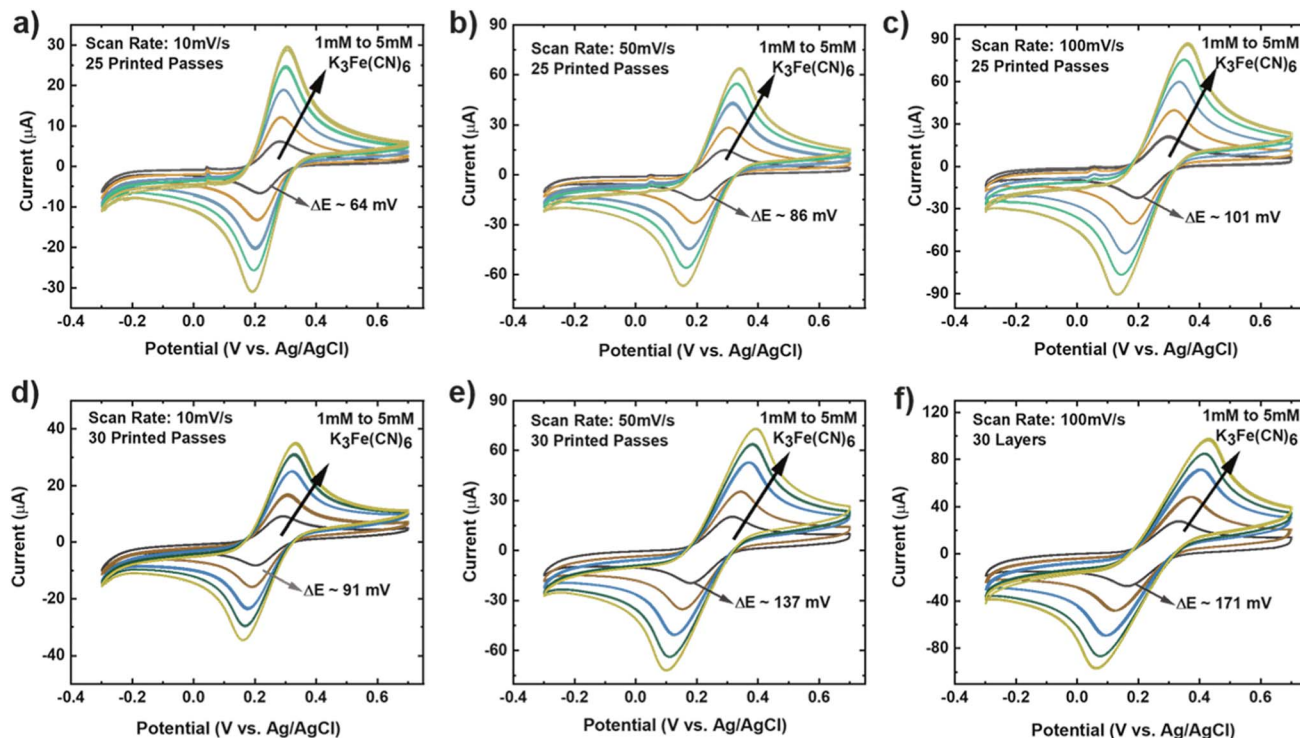 a)
Scan Rate: 10mV/s
25 Printed Passes
1mM to 5mM
K3Fe(CN)6
ΔE ~ 64 mV
30
20
10
0
-10
-20
-30
Current (μA)
-0.4 -0.2 0.0 0.2 0.4 0.6
Potential (V vs. Ag/AgCl)
b)
Scan Rate: 50mV/s
25 Printed Passes
1mM to 5mM
K3Fe(CN)6
ΔE ~ 86 mV
90
60
30
0
-30
-60
Current (μA)
-0.4 -0.2 0.0 0.2 0.4 0.6
Potential (V vs. Ag/AgCl)
c)
Scan Rate: 100mV/s
25 Printed Passes
1mM to 5mM
K3Fe(CN)6
ΔE ~ 101 mV
90
60
30
0
-30
-60
-90
Current (μA)
-0.4 -0.2 0.0 0.2 0.4 0.6
Potential (V vs. Ag/AgCl)
d)
Scan Rate: 10mV/s
30 Printed Passes
1mM to 5mM
K3Fe(CN)6
ΔE ~ 91 mV
40
20
0
-20
-40
Current (μA)
-0.4 -0.2 0.0 0.2 0.4 0.6
Potential (V vs. Ag/AgCl)
e)
Scan Rate: 50mV/s
30 Printed Passes
1mM to 5mM
K3Fe(CN)6
ΔE ~ 137 mV
90
60
30
0
-30
-60
Current (μA)
-0.4 -0.2 0.0 0.2 0.4 0.6
Potential (V vs. Ag/AgCl)
f)
Scan Rate: 100mV/s
30 Layers
1mM to 5mM
K3Fe(CN)6
ΔE ~ 171 mV
120
80
40
0
-40
-80
Current (μA)
-0.4 -0.2 0.0 0.2 0.4 0.6
Potential (V vs. Ag/AgCl)